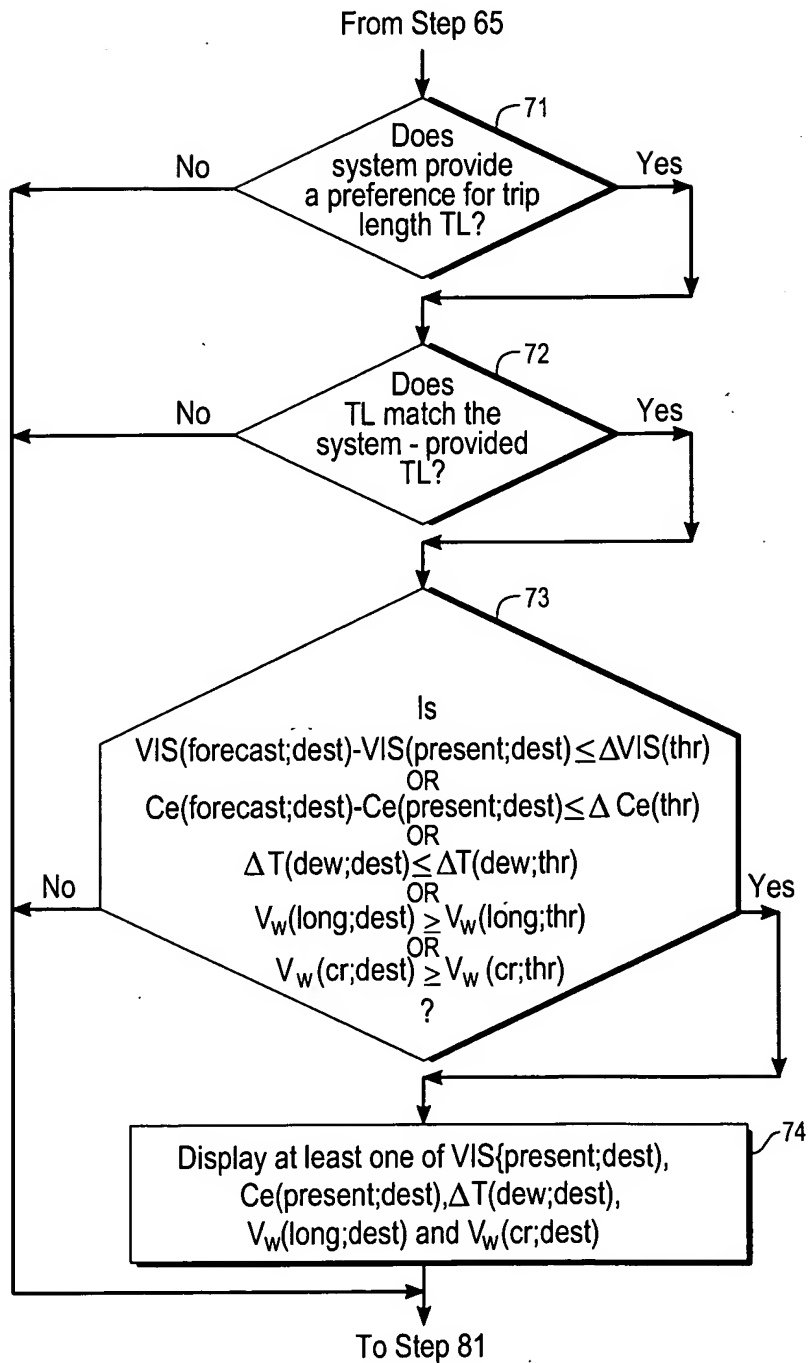 From Step 65
71
Does
system provide
a preference for trip
length TL?
No
Yes
72
Does
TL match the
system - provided
TL?
No
Yes
73
Is
VIS(forecast;dest)-VIS(present;dest)≤ΔVIS(thr)
OR
Ce(forecast;dest)-Ce(present;dest)≤Δ Ce(thr)
OR
ΔT(dew;dest)≤ΔT(dew;thr)
OR
Vw(long;dest) ≥ Vw(long;thr)
OR
Vw(cr;dest) ≥ Vw (cr;thr)
?
No
Yes
74
Display at least one of VIS{present;dest),
Ce(present;dest),ΔT(dew;dest),
Vw(long;dest) and Vw(cr;dest)
To Step 81